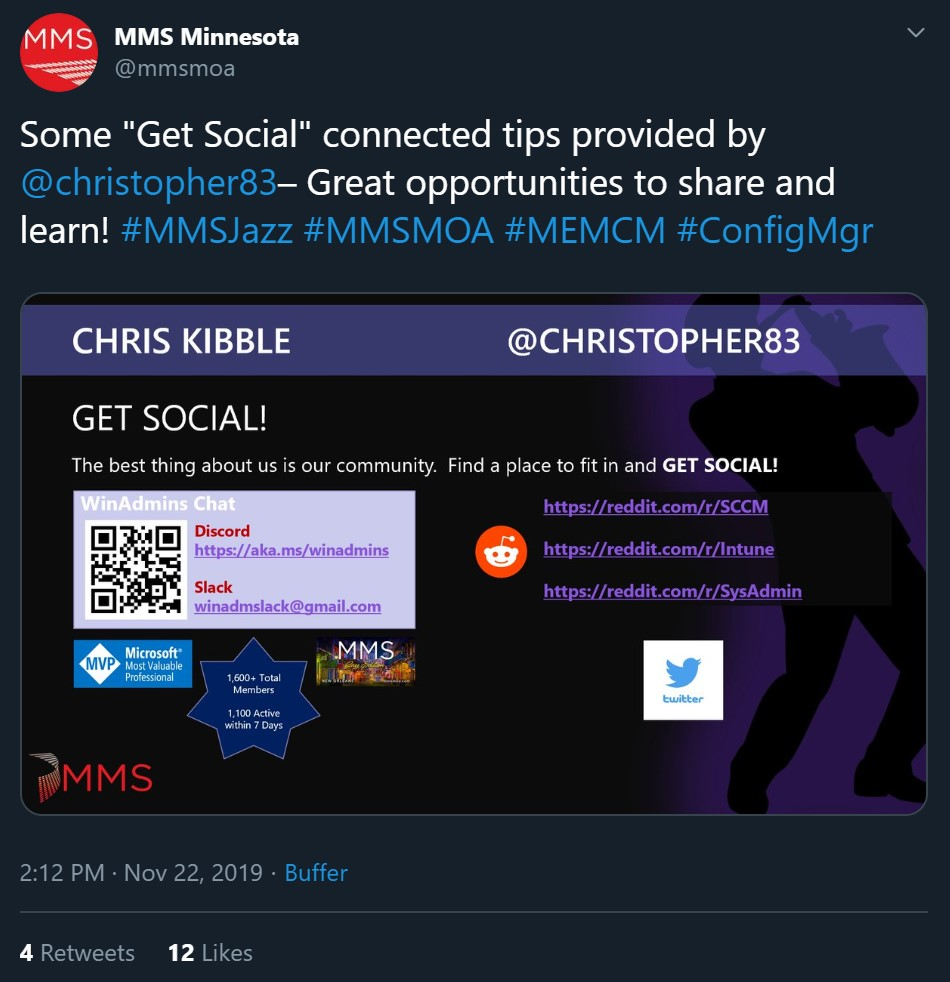 MMS
MMS Minnesota
@mmsmoa
Some "Get Social" connected tips provided by
@christopher83– Great opportunities to share and
learn! #MMSJazz #MMSMOA #MEMCM #ConfigMgr
CHRIS KIBBLE @CHRISTOPHER83
GET SOCIAL!
The best thing about us is our community. Find a place to fit in and GET SOCIAL!
WinAdmins Chat
Discord
https://aka.ms/winadmins
Slack
winadmslack@gmail.com
https://reddit.com/r/SCCM
https://reddit.com/r/Intune
https://reddit.com/r/SysAdmin
MVP
Microsoft®
Most Valuable
Professional
1,600+ Total
Members
1,100 Active
within 7 Days
MMS
twitter
MMS
2:12 PM · Nov 22, 2019 · Buffer
4 Retweets 12 Likes